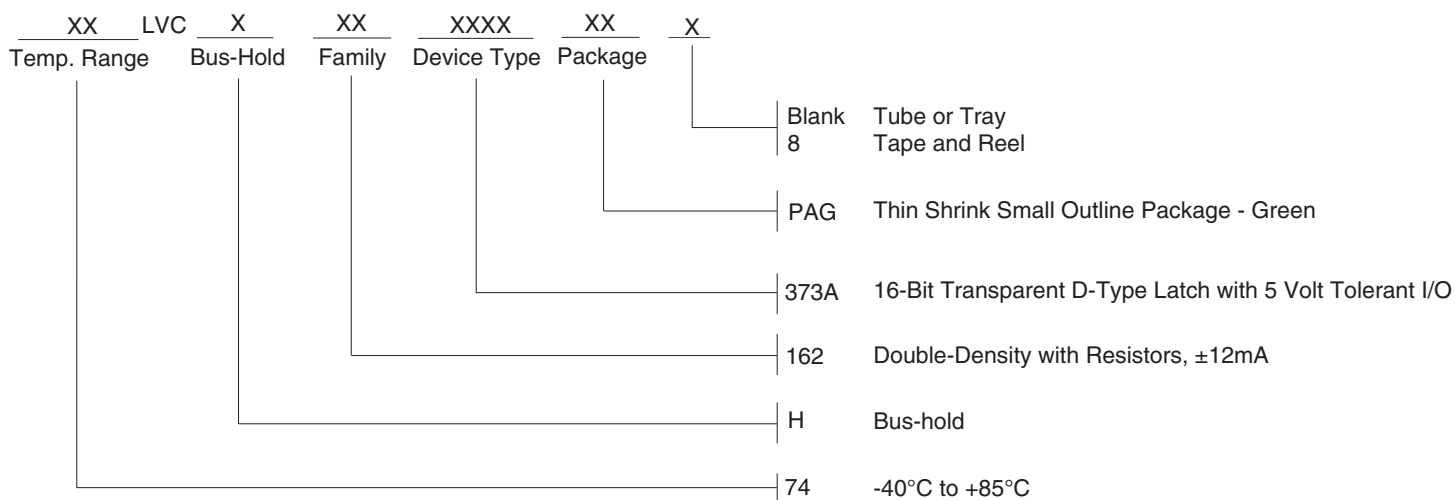 XX LVC X XX XXXX XX X
Temp. Range Bus-Hold Family Device Type Package
Blank Tube or Tray
8 Tape and Reel
PAG Thin Shrink Small Outline Package - Green
373A 16-Bit Transparent D-Type Latch with 5 Volt Tolerant I/O
162 Double-Density with Resistors, ±12mA
H Bus-hold
74 -40°C to +85°C